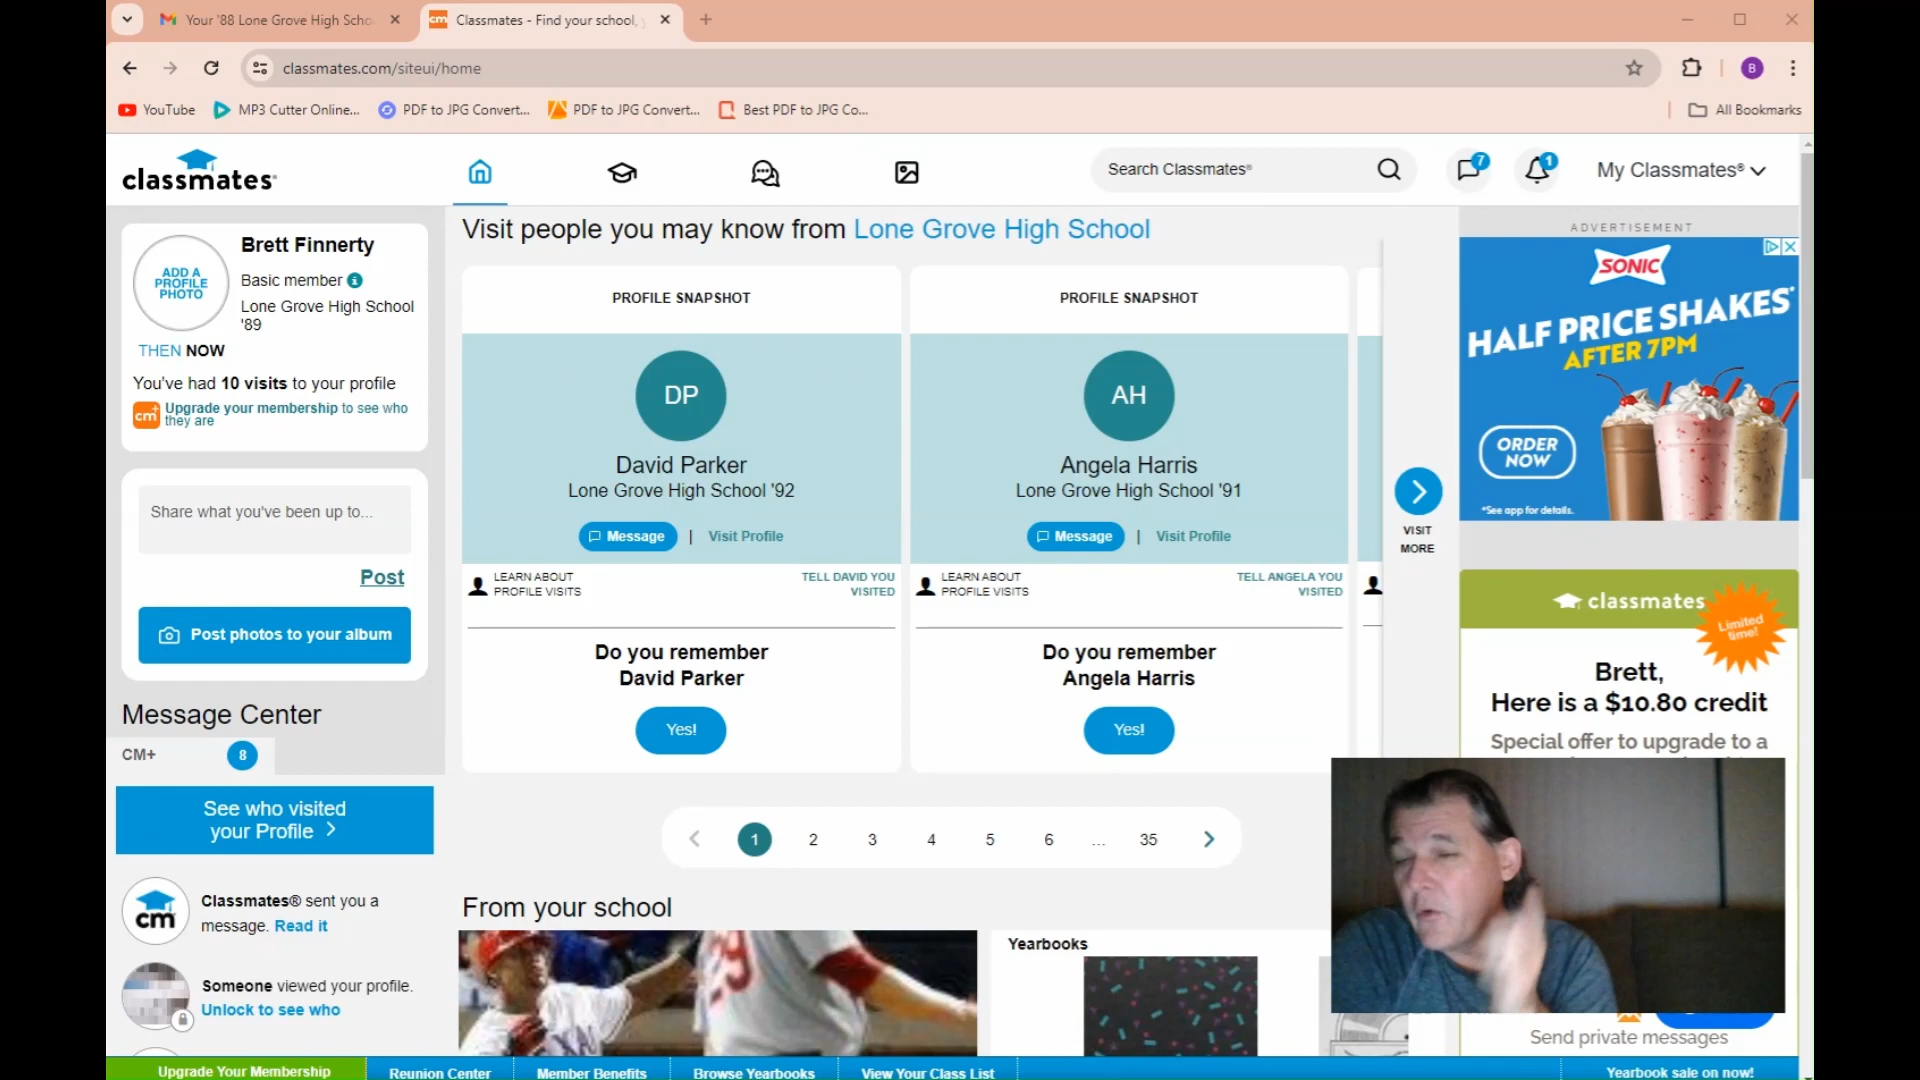 Your '88 Lone Grove High Scho
Classmates - Find your school,
classmates.com/siteui/home
B
YouTube
MP3 Cutter Online...
PDF to JPG Convert...
PDF to JPG Convert...
Best PDF to JPG Co...
All Bookmarks
classmates
Search Classmates®
7
1
My Classmates®
ADD A
PROFILE
PHOTO
Brett Finnerty
Basic member
Lone Grove High School
'89
THEN NOW
You've had 10 visits to your profile
cm+
Upgrade your membership to see who
they are
Share what you've been up to...
Post
Post photos to your album
Message Center
CM+
8
See who visited
your Profile >
cm
Classmates® sent you a
message. Read it
Someone viewed your profile.
Unlock to see who
Visit people you may know from Lone Grove High School
PROFILE SNAPSHOT
DP
David Parker
Lone Grove High School '92
Message | Visit Profile
LEARN ABOUT
PROFILE VISITS
TELL DAVID YOU
VISITED
Do you remember
David Parker
Yes!
PROFILE SNAPSHOT
AH
Angela Harris
Lone Grove High School '91
Message | Visit Profile
LEARN ABOUT
PROFILE VISITS
TELL ANGELA YOU
VISITED
Do you remember
Angela Harris
Yes!
VISIT
MORE
1 2 3 4 5 6 ... 35
From your school
Yearbooks
ADVERTISEMENT
SONIC
HALF PRICE SHAKES*
AFTER 7PM
ORDER
NOW
*See app for details.
classmates
Limited
time!
Brett,
Here is a $10.80 credit
Special offer to upgrade to a
Send private messages
Upgrade Your Membership
Reunion Center
Member Benefits
Browse Yearbooks
View Your Class List
Yearbook sale on now!